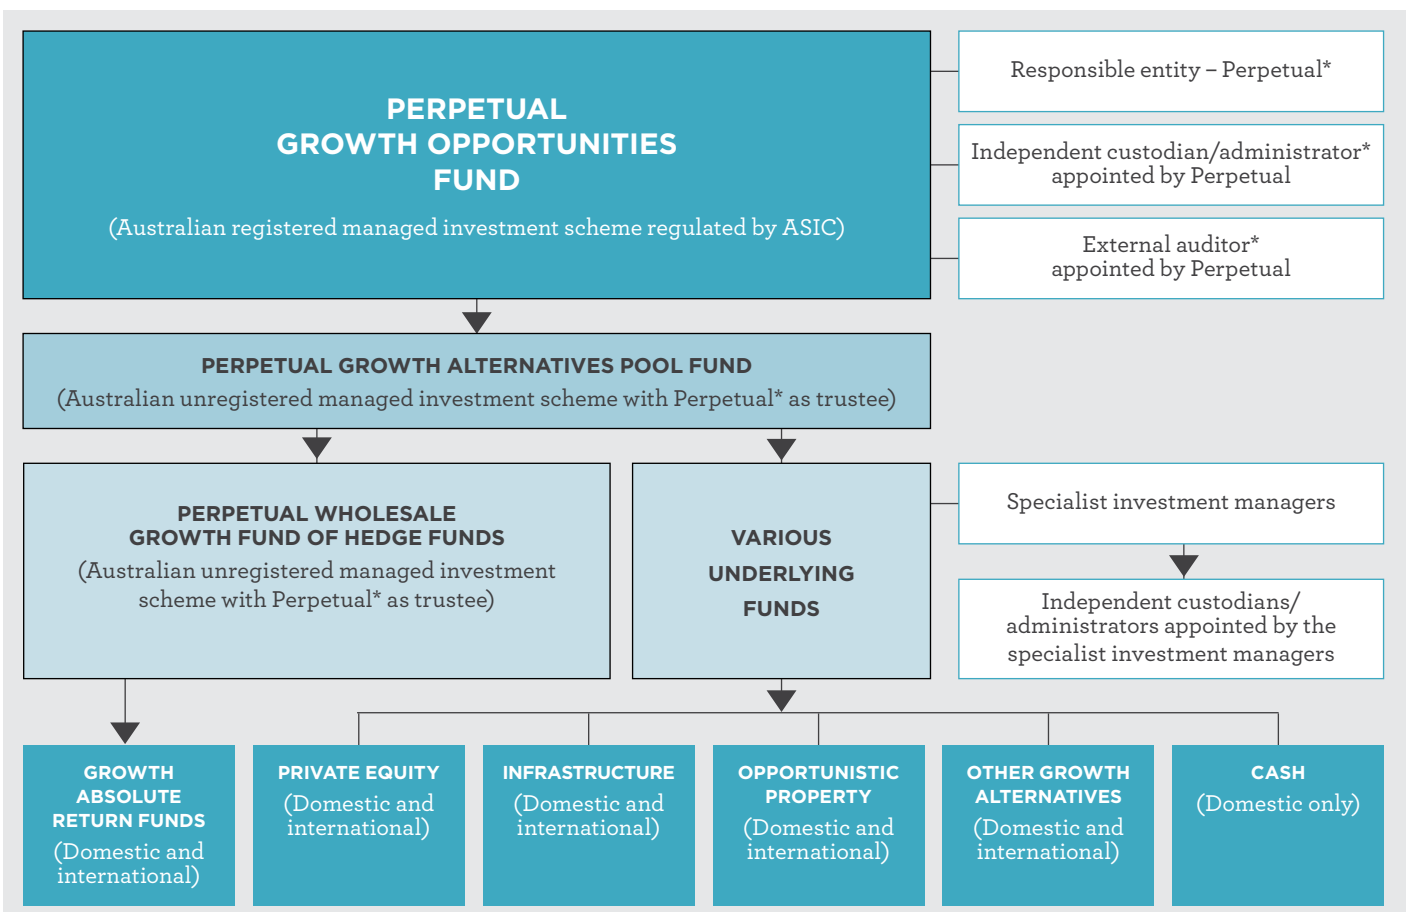 PERPETUAL
GROWTH OPPORTUNITIES
FUND
(Australian registered managed investment scheme regulated by ASIC)
Responsible entity – Perpetual*
Independent custodian/administrator*
appointed by Perpetual
External auditor*
appointed by Perpetual
PERPETUAL GROWTH ALTERNATIVES POOL FUND
(Australian unregistered managed investment scheme with Perpetual* as trustee)
PERPETUAL WHOLESALE
GROWTH FUND OF HEDGE FUNDS
(Australian unregistered managed investment
scheme with Perpetual* as trustee)
VARIOUS
UNDERLYING
FUNDS
Specialist investment managers
Independent custodians/
administrators appointed by the
specialist investment managers
GROWTH
ABSOLUTE
RETURN FUNDS
(Domestic and
international)
PRIVATE EQUITY
(Domestic and
international)
INFRASTRUCTURE
(Domestic and
international)
OPPORTUNISTIC
PROPERTY
(Domestic and
international)
OTHER GROWTH
ALTERNATIVES
(Domestic and
international)
CASH
(Domestic only)